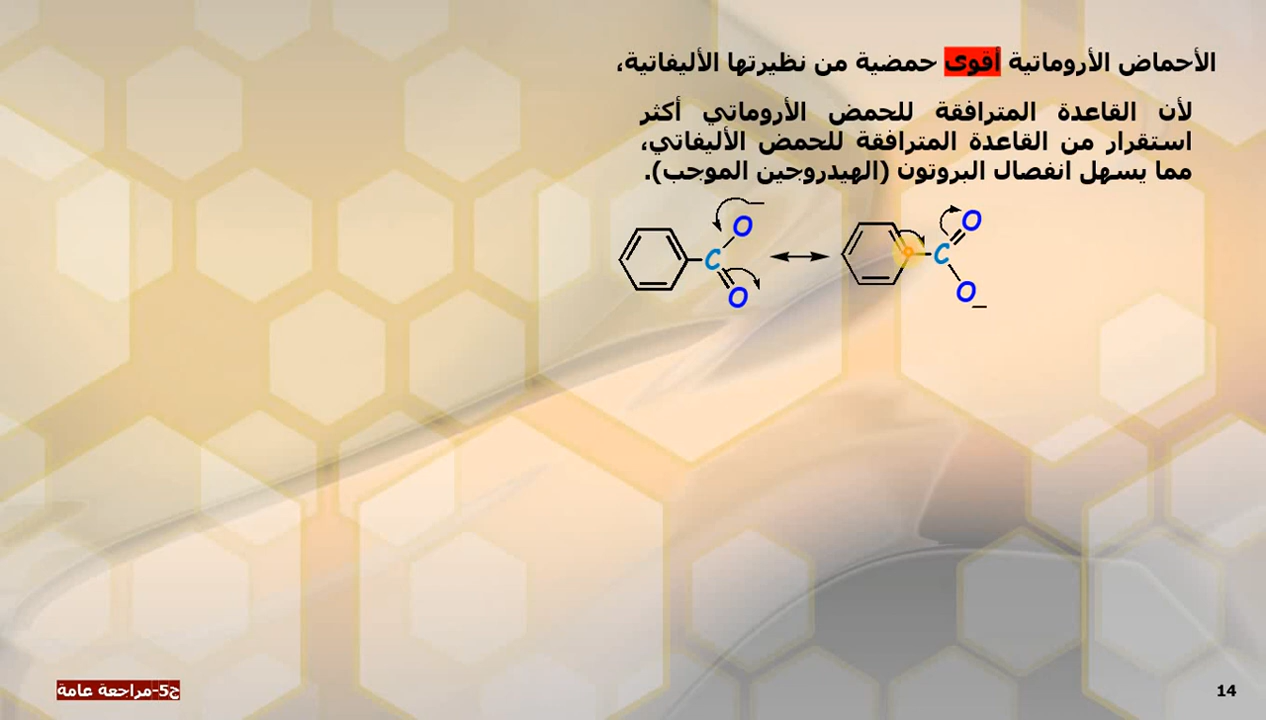 الأحماض الأروماتية أقوى حمضية من نظيرتها الأليفاتية،
لأن القاعدة المترافقة للحمض الأروماتي أكثر
استقرار من القاعدة المترافقة للحمض الأليفاتي،
مما يسهل انفصال البروتون (الهيدروجين الموجب).
O
C
O
O
C
O
ج5-مراجعة عامة
14